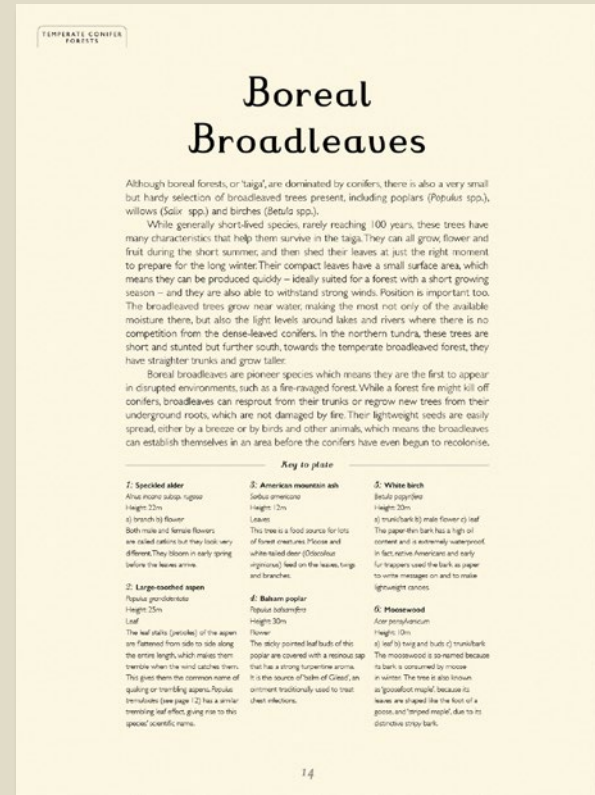 TEMPERATE CONIFER
FORESTS
Boreal
Broadleaves
Although boreal forests, or 'taiga', are dominated by conifers, there is also a very small
but hardy selection of broadleaved trees present, including poplars (Populus spp.),
willows (Salix spp.) and birches (Betula spp.).
While generally short-lived species, rarely reaching 100 years, these trees have
many characteristics that help them survive in the taiga. They can all grow, flower and
fruit during the short summer, and then shed their leaves at just the right moment
to prepare for the long winter. Their compact leaves have a small surface area, which
means they can be produced quickly – ideally suited for a forest with a short growing
season – and they are also able to withstand strong winds. Position is important too.
The broadleaved trees grow near water, making the most not only of the available
moisture there, but also the light levels around lakes and rivers where there is no
competition from the dense-leaved conifers. In the northern tundra, these trees are
short and stunted but further south, towards the temperate broadleaved forest, they
have straighter trunks and grow taller.
Boreal broadleaves are pioneer species which means they are the first to appear
in disrupted environments, such as a fire-ravaged forest. While a forest fire might kill off
conifers, broadleaves can resprout from their trunks or regrow new trees from their
underground roots, which are not damaged by fire. Their lightweight seeds are easily
spread, either by a breeze or by birds and other animals, which means the broadleaves
can establish themselves in an area before the conifers have even begun to recolonise.
Key to plate
1: Speckled alder
Alnus incana subsp. rugosa
Height: 22m
a) branch b) flower
Both male and female flowers
are called catkins but they look very
different. They bloom in early spring
before the leaves arrive.
2: Large-toothed aspen
Populus grandidentata
Height: 25m
Leaf
The leaf stalks (petioles) of the aspen
are flattened from side to side along
the entire length, which makes them
tremble when the wind catches them.
This gives them the common name of
quaking or trembling aspens. Populus
tremuloides (see page 12) has a similar
trembling leaf effect, giving rise to this
species' scientific name.
3: American mountain ash
Sorbus americana
Height: 12m
Leaves
This tree is a food source for lots
of forest creatures. Moose and
white-tailed deer (Odocoileus
virginianus) feed on the leaves, twigs
and branches.
4: Balsam poplar
Populus balsamifera
Height: 30m
Flower
The sticky pointed leaf buds of this
poplar are covered with a resinous sap
that has a strong turpentine aroma.
It is the source of 'balm of Gilead', an
ointment traditionally used to treat
chest infections.
5: White birch
Betula papyrifera
Height: 20m
a) trunk/bark b) male flower c) leaf
The paper-thin bark has a high oil
content and is extremely waterproof.
In fact, native Americans and early
fur trappers used the bark as paper
to write messages on and to make
lightweight canoes.
6: Moosewood
Acer pensylvanicum
Height: 10m
a) leaf b) twig and buds c) trunk/bark
The moosewood is so-named because
its bark is consumed by moose
in winter. The tree is also known
as 'goosefoot maple', because its
leaves are shaped like the foot of a
goose, and 'striped maple', due to its
distinctive stripy bark.
14